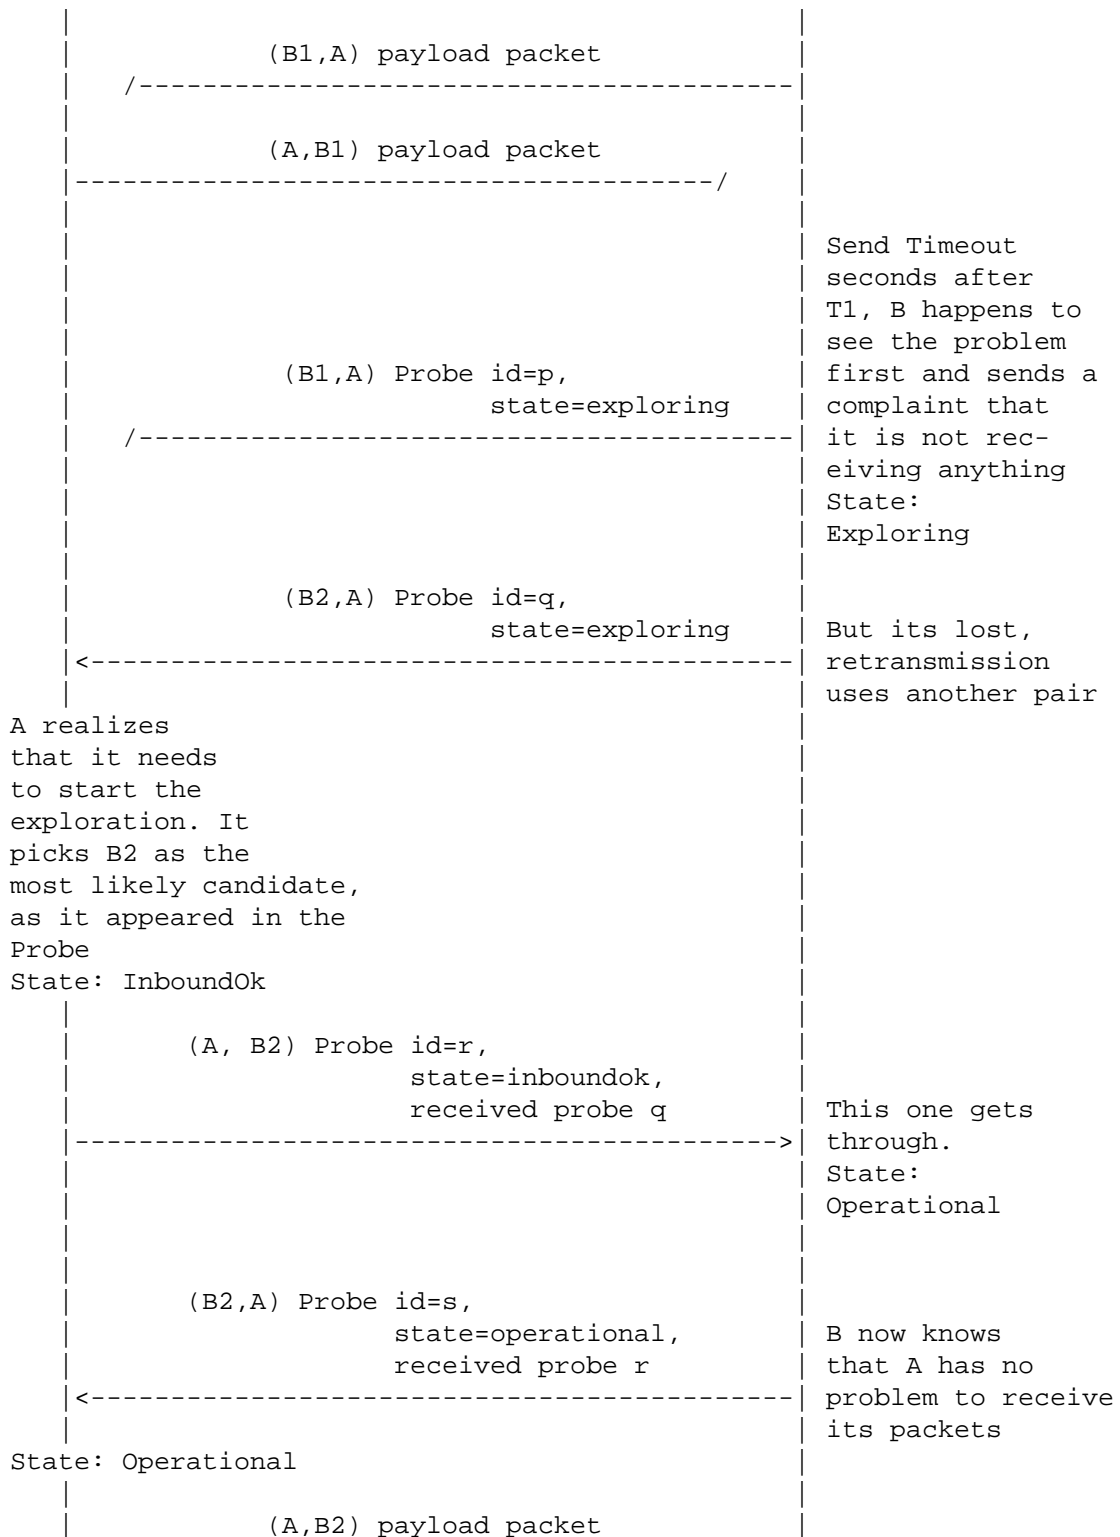 |                                             |
   |            (B1,A) payload packet            |
   |   /-----------------------------------------|
   |                                             |
   |            (A,B1) payload packet            |
   |----------------------------------------/    |
   |                                             |
   |                                             | Send Timeout
   |                                             | seconds after
   |                                             | T1, B happens to
   |                                             | see the problem
   |             (B1,A) Probe id=p,              | first and sends a
   |                          state=exploring    | complaint that
   |   /-----------------------------------------| it is not rec-
   |                                             | eiving anything
   |                                             | State:
   |                                             | Exploring
   |                                             |
   |             (B2,A) Probe id=q,              |
   |                          state=exploring    | But its lost,
   |<--------------------------------------------| retransmission
   |                                             | uses another pair
A realizes                                       |
that it needs                                    |
to start the                                     |
exploration. It                                  |
picks B2 as the                                  |
most likely candidate,                           |
as it appeared in the                            |
Probe                                            |
State: InboundOk                                 |
   |                                             |
   |       (A, B2) Probe id=r,                   |
   |                     state=inboundok,        |
   |                     received probe q        | This one gets
   |-------------------------------------------->| through.
   |                                             | State:
   |                                             | Operational
   |                                             |
   |                                             |
   |       (B2,A) Probe id=s,                    |
   |                    state=operational,       | B now knows
   |                    received probe r         | that A has no
   |<--------------------------------------------| problem to receive
   |                                             | its packets
State: Operational                               |
   |                                             |
   |            (A,B2) payload packet            |